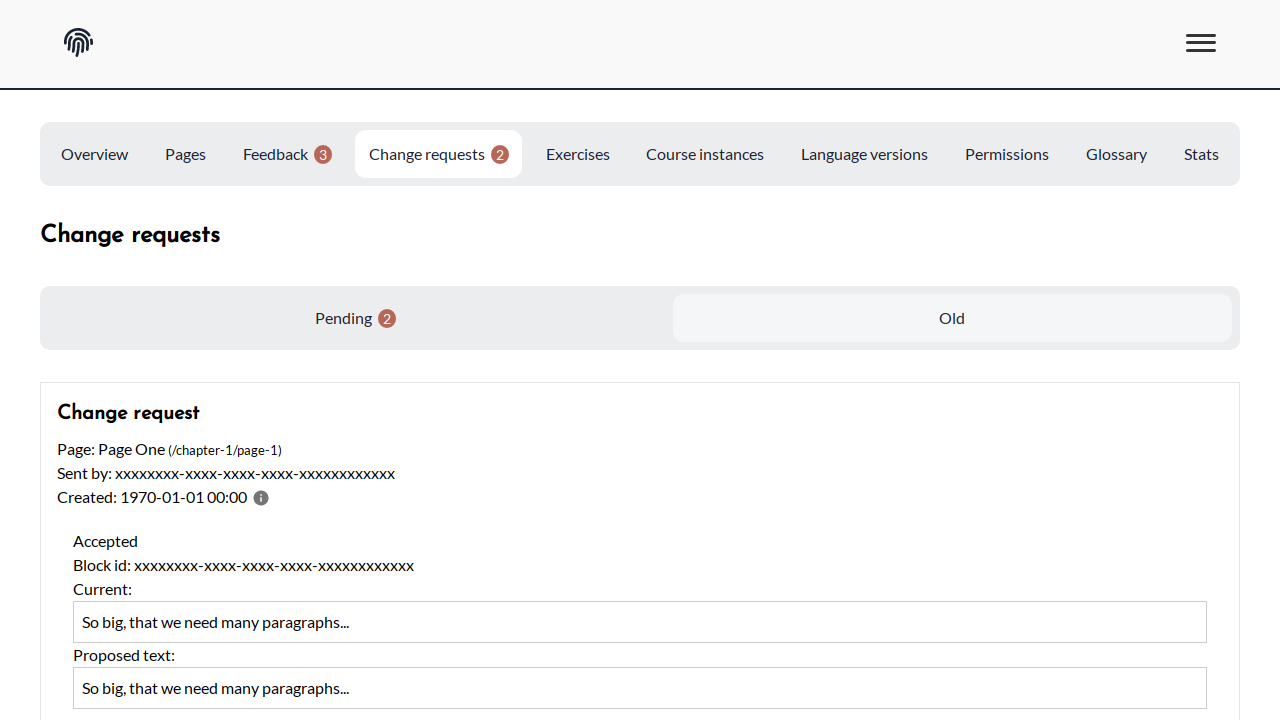 Overview Pages Feedback 3 Change requests 2 Exercises Course instances Language versions Permissions Glossary Stats
Change requests
Pending 2 Old
Change request
Page: Page One (/chapter-1/page-1)
Sent by: xxxxxxxx-xxxx-xxxx-xxxx-xxxxxxxxxxxx
Created: 1970-01-01 00:00
Accepted
Block id: xxxxxxxx-xxxx-xxxx-xxxx-xxxxxxxxxxxx
Current:
So big, that we need many paragraphs...
Proposed text:
So big, that we need many paragraphs...